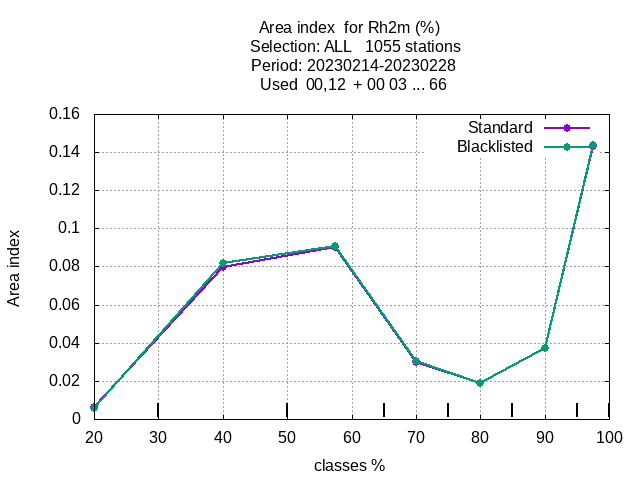 Area index  for Rh2m (%)
Selection: ALL   1055 stations
Period: 20230214-20230228
Used  00,12  + 00 03 ... 66
Standard
Blacklisted
Area index
0.16
0.14
0.12
0.1
0.08
0.06
0.04
0.02
0
20 30 40 50 60 70 80 90 100
classes %